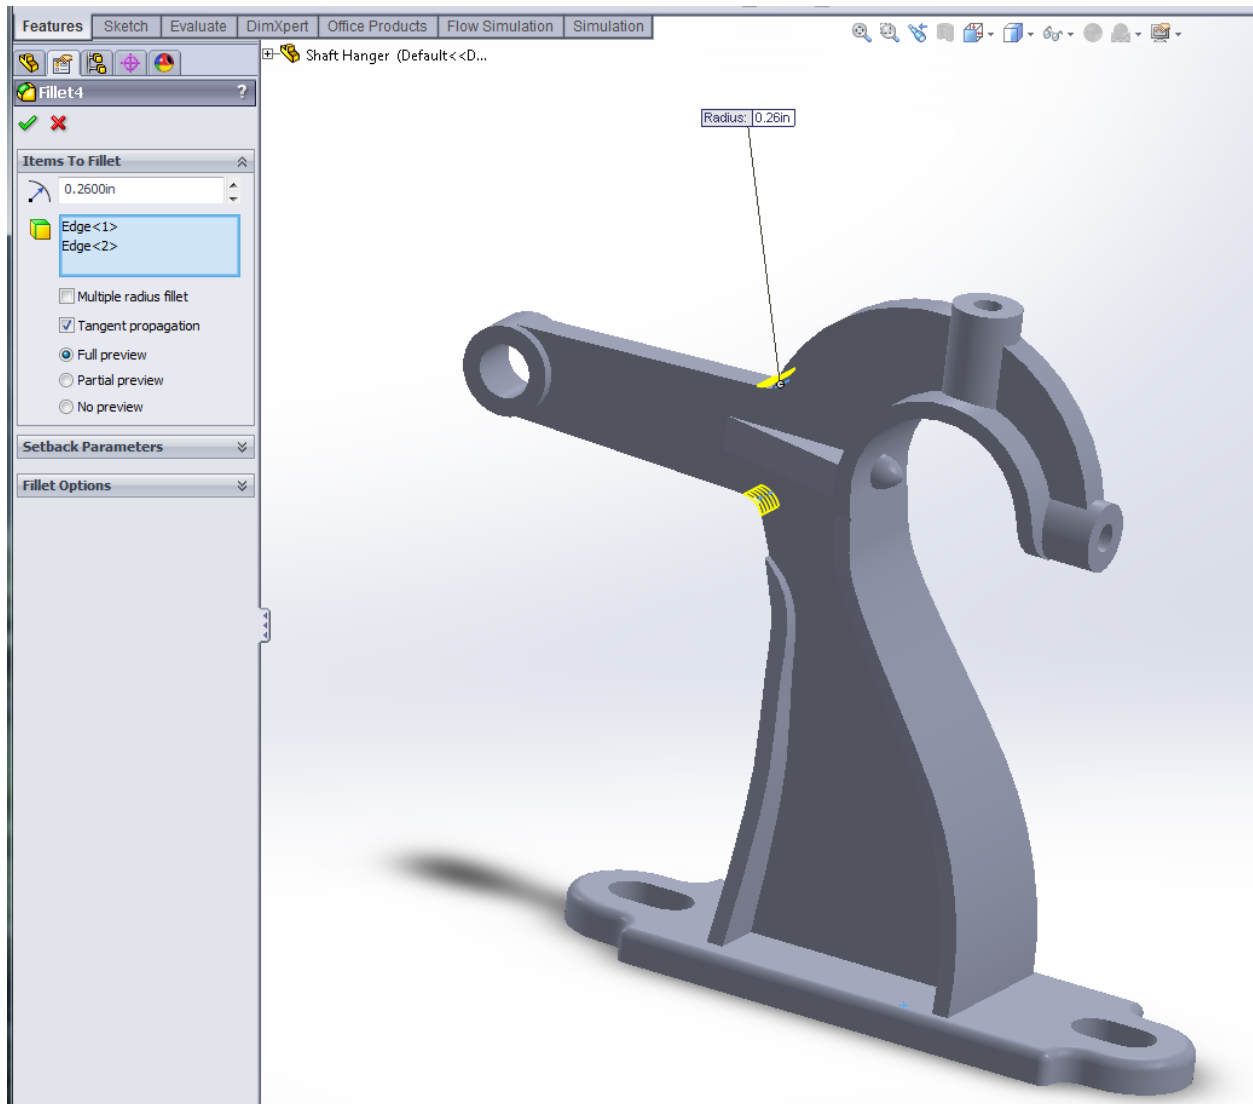 Features Sketch Evaluate DimXpert Office Products Flow Simulation Simulation
Shaft Hanger (Default<<D...
Fillet4 ?
Radius: 0.26in
Items To Fillet
0.2600in
Edge<1>
Edge<2>
Multiple radius fillet
Tangent propagation
Full preview
Partial preview
No preview
Setback Parameters
Fillet Options